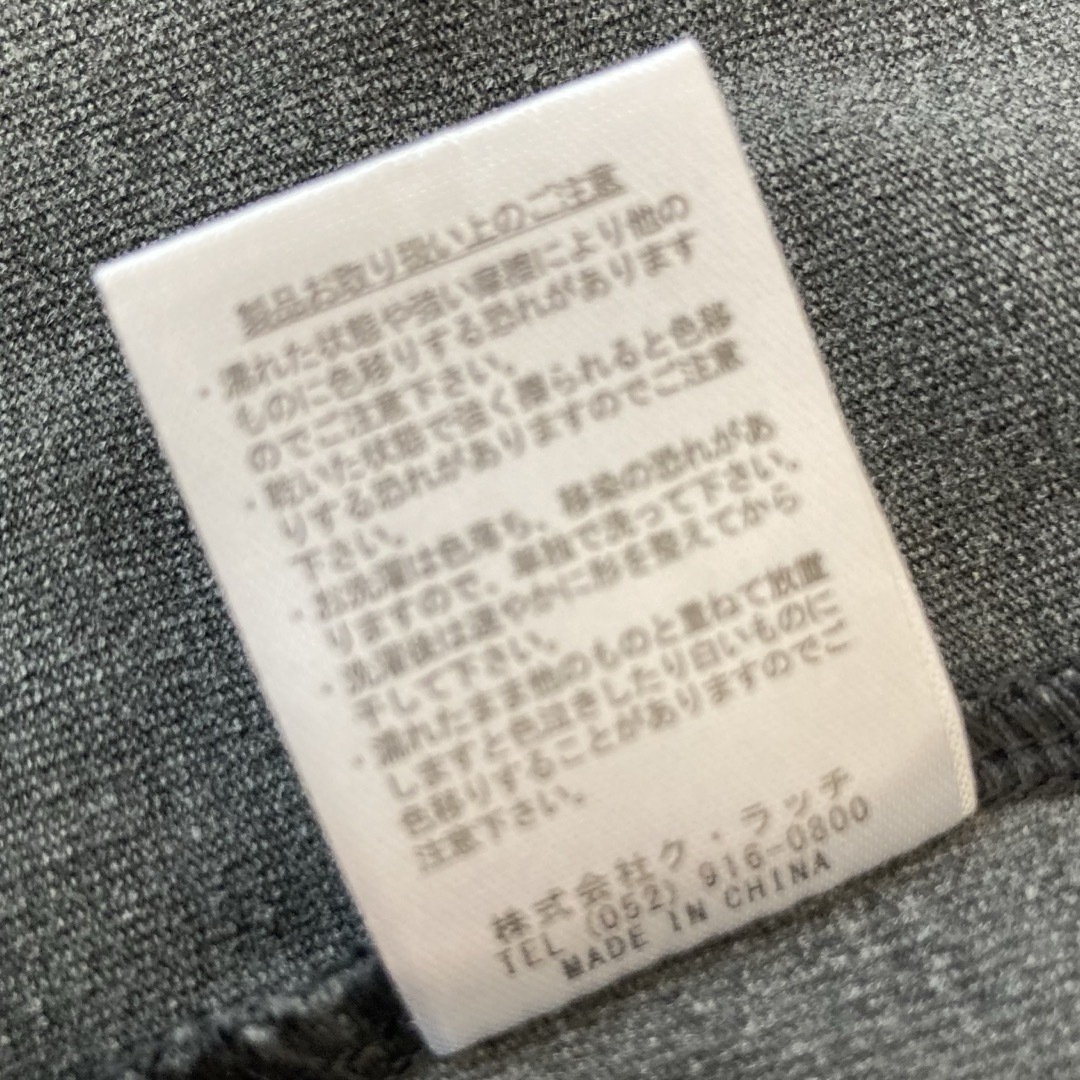 製品お取り扱い上のご注意
・濡れた状態や強い摩擦により他の
ものに色移りする恐れがあります
のでご注意下さい。
・乾いた状態で強く擦られると色移
りする恐れがありますのでご注意
下さい。
・お洗濯は色落ち、移染の恐れがあ
りますので、単独で洗って下さい。
・洗濯後は速やかに形を整えてから
干して下さい。
・濡れたまま他のものと重ねて放置
しますと色泣きしたり白いものに
色移りすることがありますのでご
注意下さい。
株式会社ク・ラッチ
TEL (052) 916-0800
MADE IN CHINA